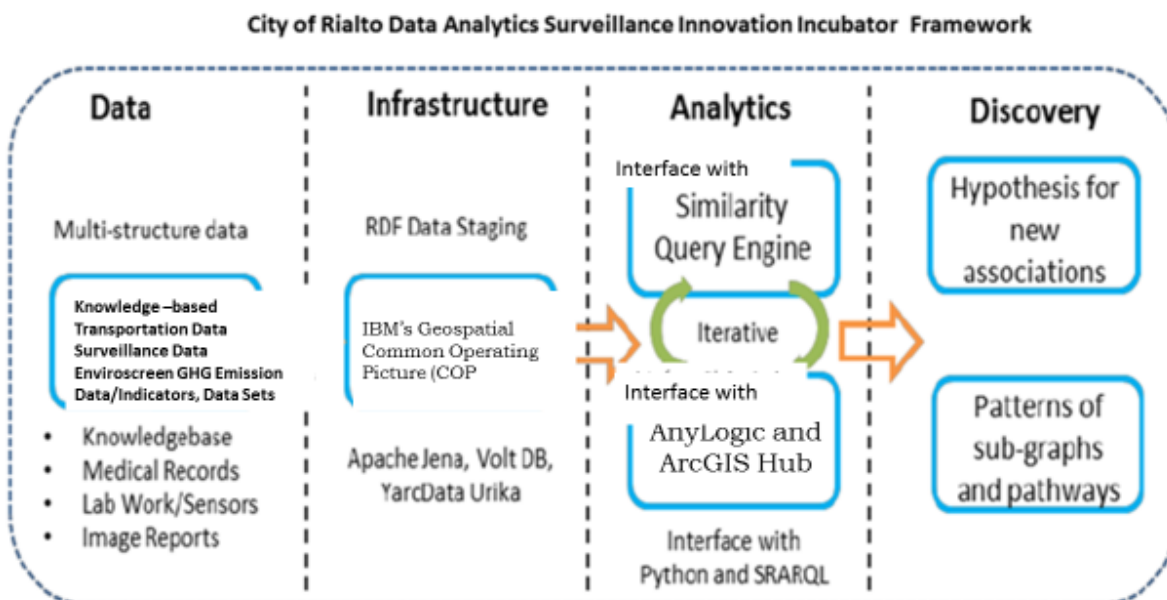 City of Rialto Data Analytics Surveillance Innovation Incubator Framework
Data
Multi-structure data
Knowledge –based
Transportation Data
Surveillance Data
Enviroscreen GHG Emission
Data/Indicators, Data Sets
• Knowledgebase
• Medical Records
• Lab Work/Sensors
• Image Reports
Infrastructure
RDF Data Staging
IBM's Geospatial
Common Operating
Picture (COP
Apache Jena, Volt DB,
YarcData Urika
Analytics
Interface with
Similarity
Query Engine
Iterative
Interface with
AnyLogic and
ArcGIS Hub
Interface with
Python and SRARQL
Discovery
Hypothesis for
new
associations
Patterns of
sub-graphs
and pathways